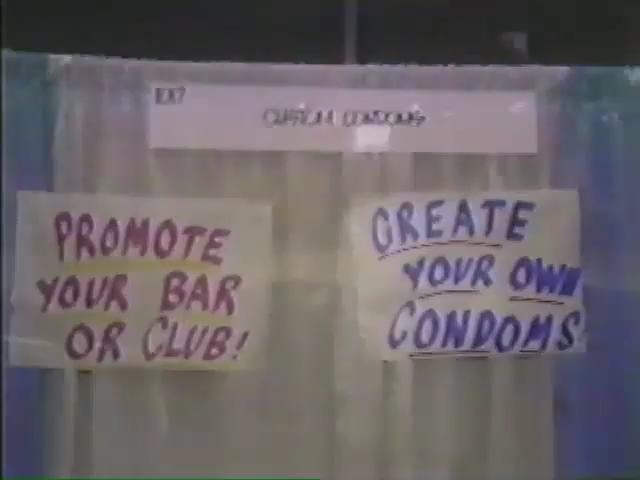 CUSTOM CONDOMS
PROMOTE
YOUR BAR
OR CLUB!
CREATE
YOUR OWN
CONDOMS